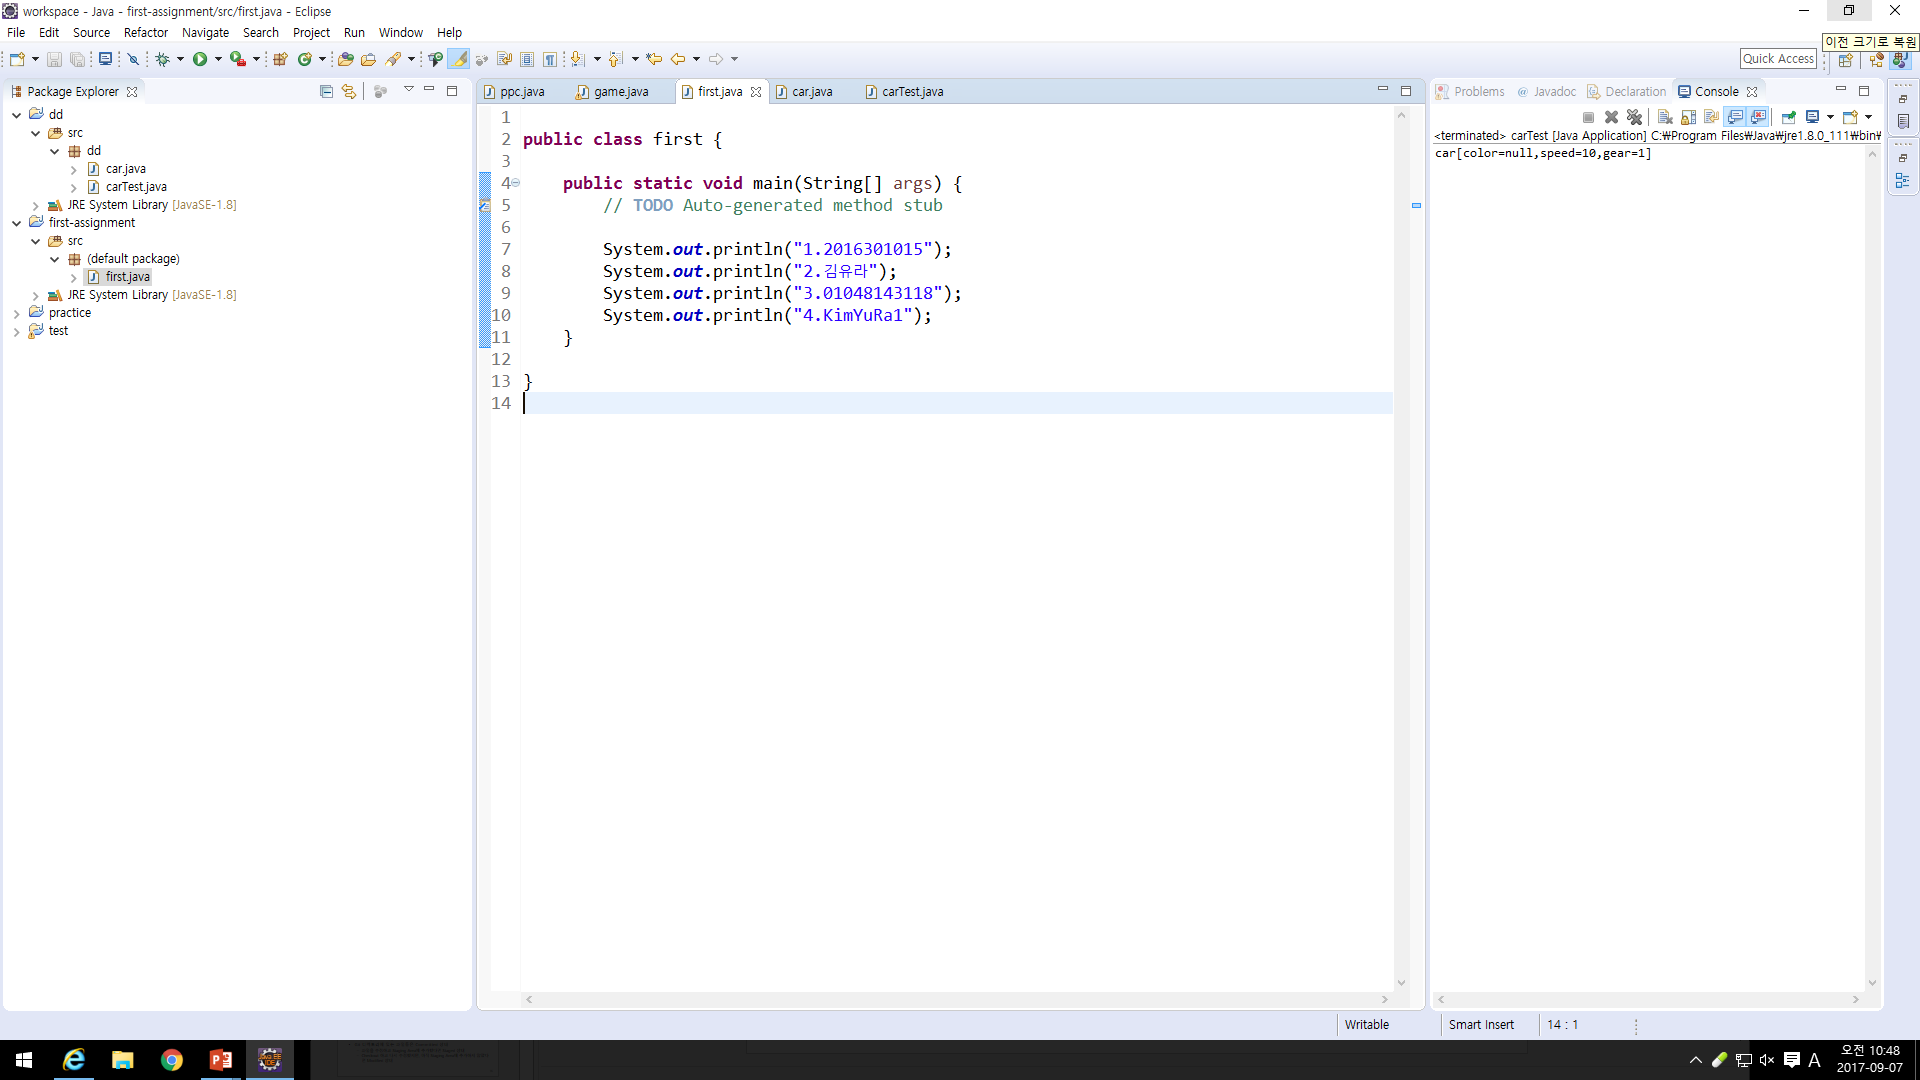 workspace - Java - first-assignment/src/first.java - Eclipse
File Edit Source Refactor Navigate Search Project Run Window Help
이전 크기로 복원
Quick Access
Package Explorer
dd
src
dd
car.java
carTest.java
JRE System Library [JavaSE-1.8]
first-assignment
src
(default package)
first.java
JRE System Library [JavaSE-1.8]
practice
test
ppc.java game.java first.java car.java carTest.java
1
2 public class first {
3
4 public static void main(String[] args) {
5 // TODO Auto-generated method stub
6
7 System.out.println("1.2016301015");
8 System.out.println("2.김유라");
9 System.out.println("3.01048143118");
10 System.out.println("4.KimYuRa1");
11 }
12
13 }
14
Problems @ Javadoc Declaration Console
<terminated> carTest [Java Application] C:₩Program Files₩Java₩jre1.8.0_111₩bin₩
car[color=null,speed=10,gear=1]
Writable Smart Insert 14 : 1
A
오전 10:48
2017-09-07